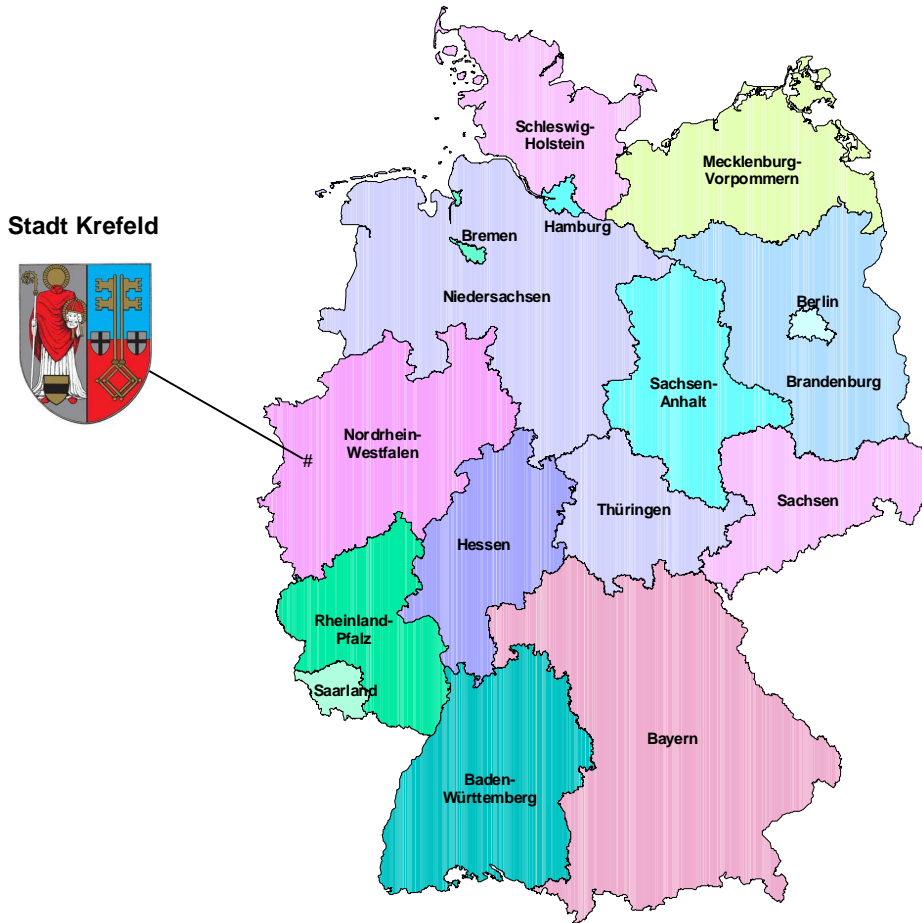 Schleswig-
Holstein
Mecklenburg-
Vorpommern
Stadt Krefeld
Hamburg
Bremen
Niedersachsen
Berlin
Brandenburg
Sachsen-
Anhalt
Nordrhein-
Westfalen
#
Sachsen
Thüringen
Hessen
Rheinland-
Pfalz
Saarland
Bayern
Baden-
Württemberg